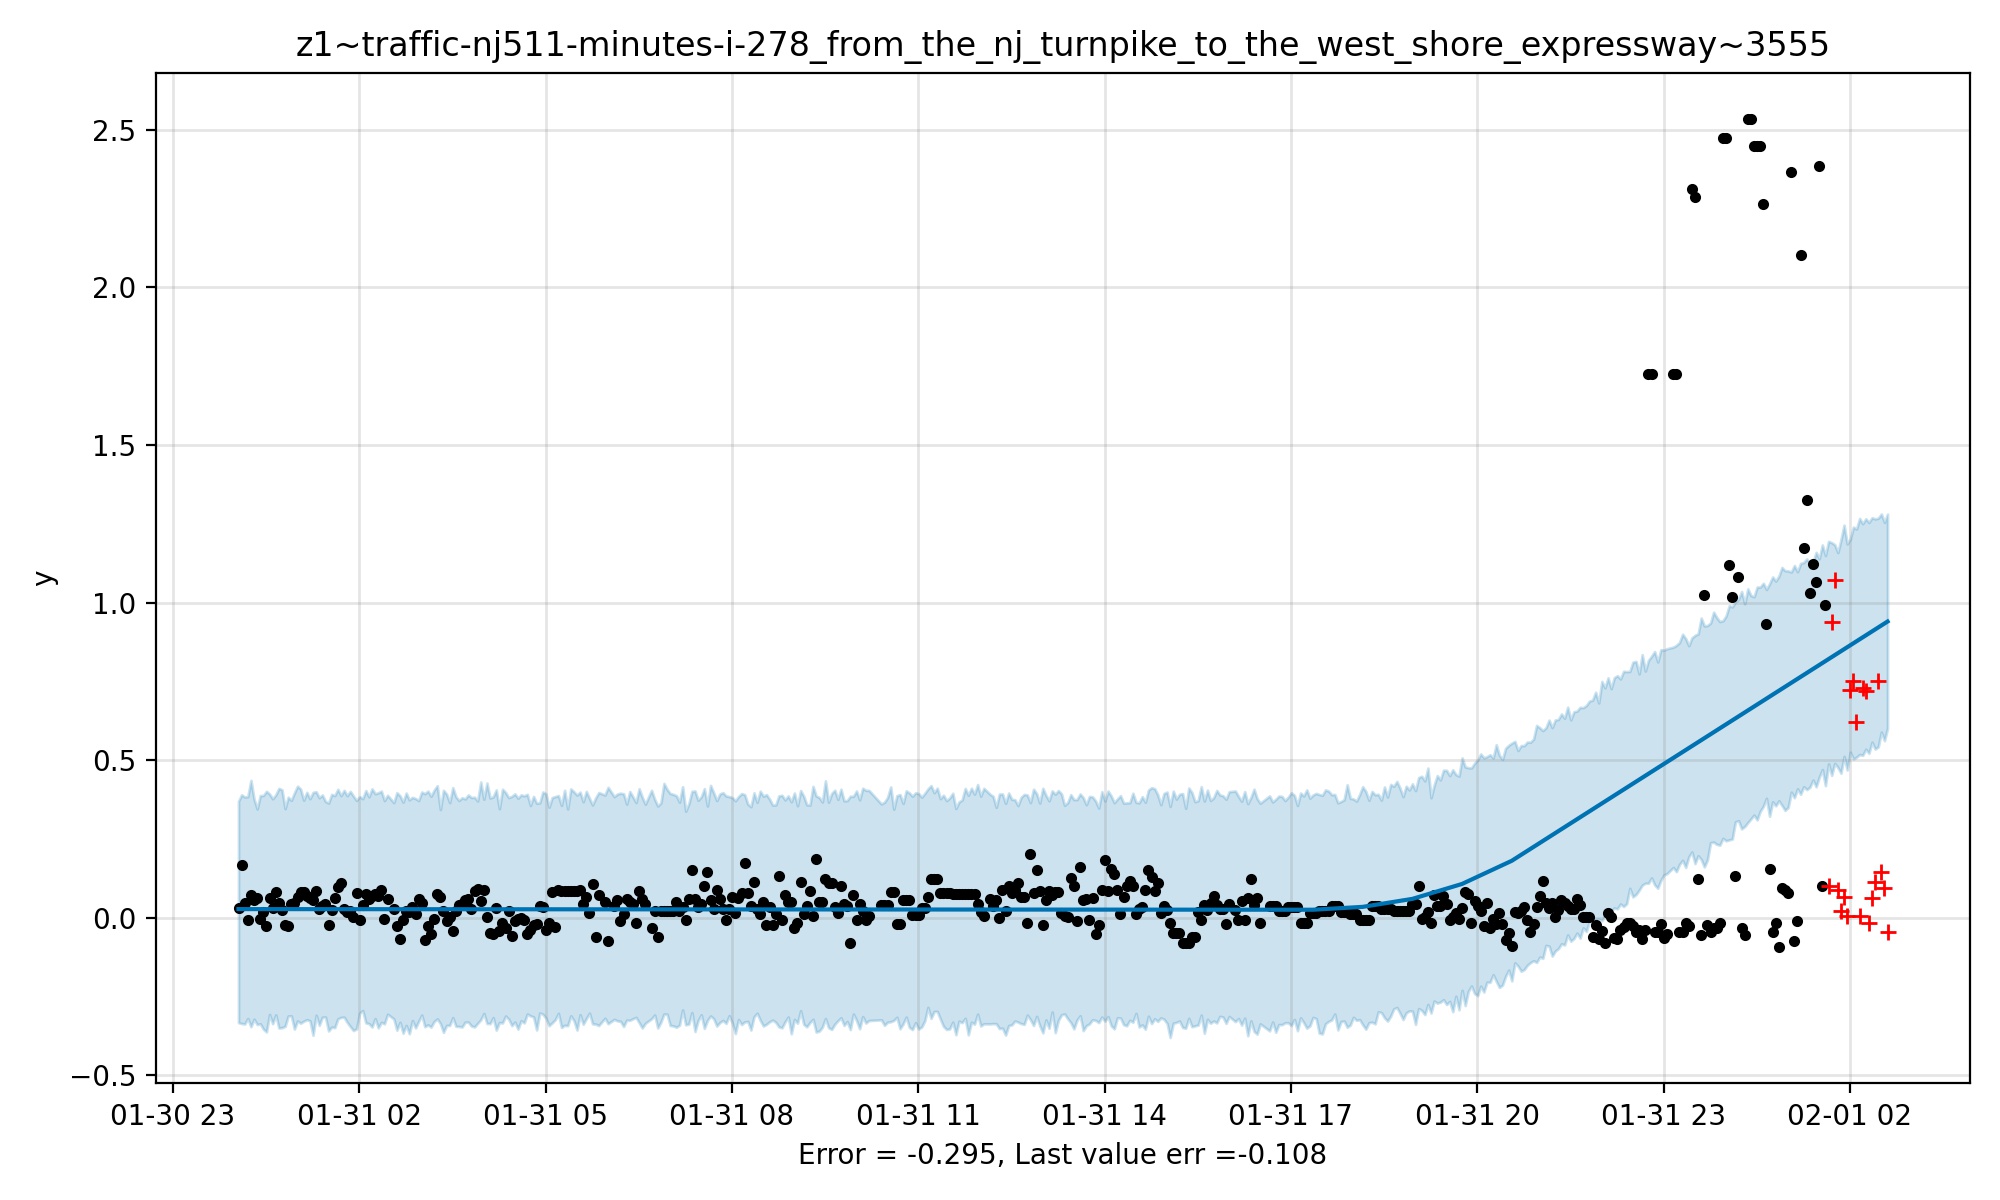 z1~traffic-nj511-minutes-i-278_from_the_nj_turnpike_to_the_west_shore_expressway~3555
2.5
2.0
1.5
y
1.0
0.5
0.0
−0.5
01-30 23 01-31 02 01-31 05 01-31 08 01-31 11 01-31 14 01-31 17 01-31 20 01-31 23 02-01 02
Error = -0.295, Last value err =-0.108